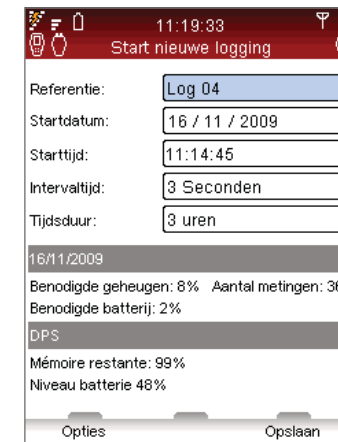 11:19:33
Start nieuwe logging
Referentie: Log 04
Startdatum: 16 / 11 / 2009
Starttijd: 11:14:45
Intervaltijd: 3 Seconden
Tijdsduur: 3 uren
16/11/2009
Benodigde geheugen: 8% Aantal metingen:
Benodigde batterij: 2%
DPS
Mémoire restante: 99%
Niveau batterie 48%
Opties Opslaan